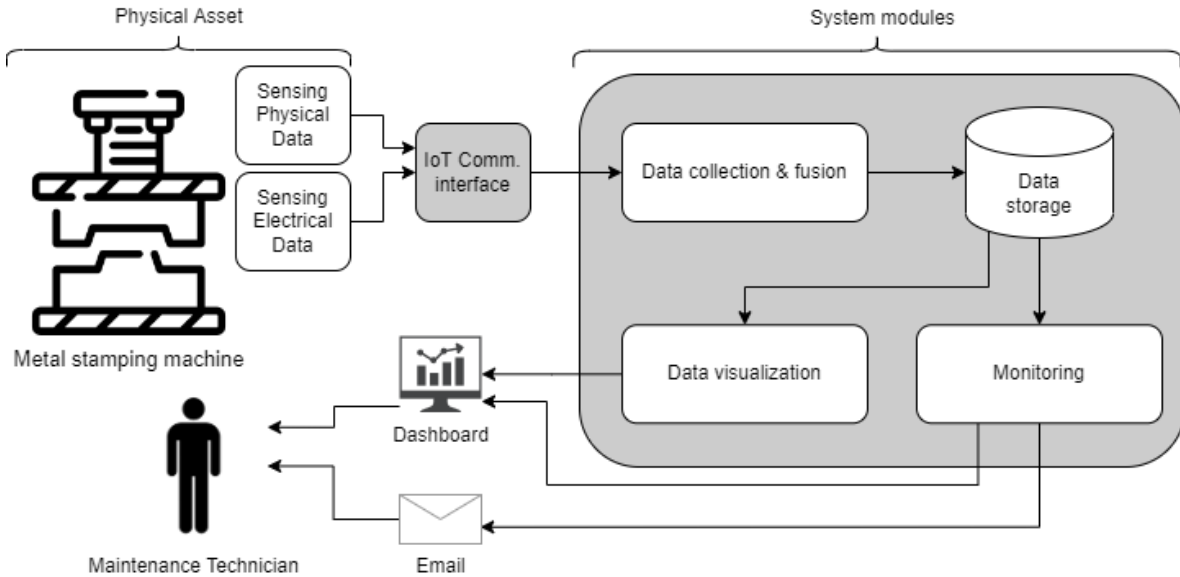 Physical Asset
System modules
Sensing
Physical
Data
Sensing
Electrical
Data
IoT Comm.
interface
Data collection & fusion
Data
storage
Metal stamping machine
Data visualization
Monitoring
Dashboard
Maintenance Technician
Email